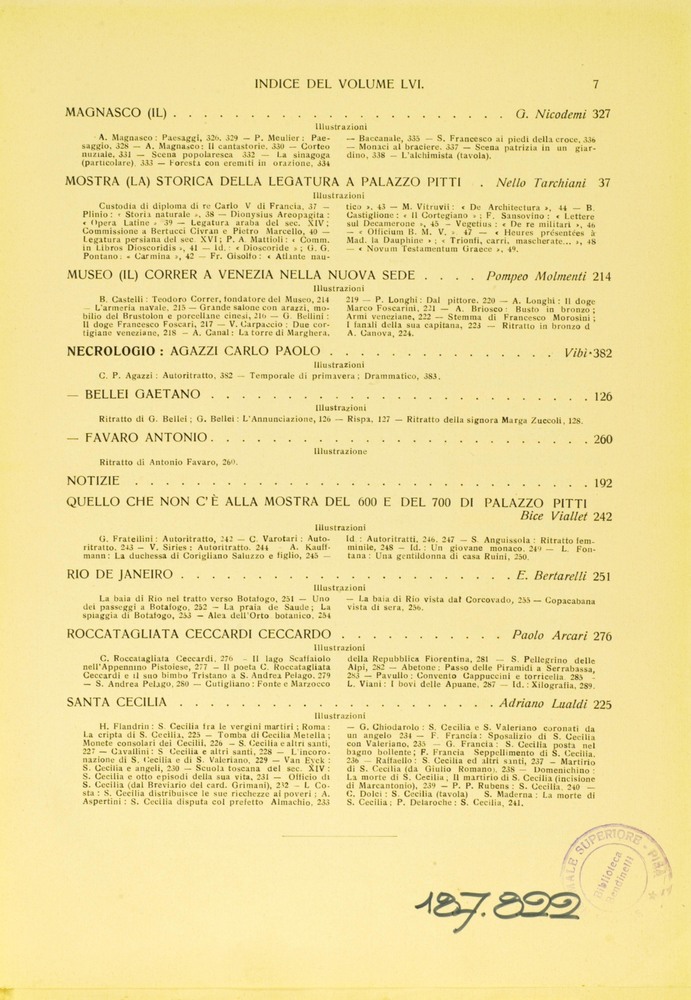 INDICE DEL VOLUME LVI. 7
MAGNASCO (IL) . . . . . . . . . . . . . . . . . . . . . . G. Nicodemi 327
Illustrazioni
A. Magnasco: Paesaggi, 326, 329 — P. Meulier: Pae-
saggio, 328 — A. Magnasco: Il cantastorie, 330 — Corteo
nuziale, 331 — Scena popolaresca 332 — La sinagoga
(particolare), 333 — Foresta con eremiti in orazione, 334
— Baccanale, 335 — S. Francesco ai piedi della croce, 336
— Monaci al braciere, 337 — Scena patrizia in un giar-
dino, 338 — L'alchimista (tavola).
MOSTRA (LA) STORICA DELLA LEGATURA A PALAZZO PITTI . Nello Tarchiani 37
Illustrazioni
Custodia di diploma di re Carlo V di Francia, 37 —
Plinio: « Storia naturale », 38 — Dionysius Areopagita:
« Opera Latine » 39 — Legatura araba del sec. XIV;
Commissione a Bertucci Civran e Pietro Marcello, 40 —
Legatura persiana del sec. XVI; P. A. Mattioli: « Comm.
in Libros Dioscoridis », 41 — Id.: « Dioscoride »; G. G.
Pontano: « Carmina », 42 — Fr. Gisolfo: « Atlante nau-
tico », 43 — M. Vitruvii: « De Architectura », 44 — B.
Castiglione: « Il Cortegiano »; F. Sansovino: « Lettere
sul Decamerone », 45 — Vegetius: « De re militari », 46
— « Officium B. M. V. » 47 — « Heures présentées à
Mad. la Dauphine »; « Trionfi, carri, mascherate... », 48
— « Novum Testamentum Graece », 49.
MUSEO (IL) CORRER A VENEZIA NELLA NUOVA SEDE . . . . Pompeo Molmenti 214
Illustrazioni
B. Castelli: Teodoro Correr, fondatore del Museo, 214
— L'armeria navale, 215 — Grande salone con arazzi, mo-
bilio del Brustolon e porcellane cinesi, 216 — G. Bellini:
Il doge Francesco Foscari, 217 — V. Carpaccio: Due cor-
tigiane veneziane, 218 — A. Canal: La torre di Marghera,
219 — P. Longhi: Dal pittore, 220 — A. Longhi: Il doge
Marco Foscarini, 221 — A. Briosco: Busto in bronzo;
Armi veneziane, 222 — Stemma di Francesco Morosini;
I fanali della sua capitana, 223 — Ritratto in bronzo d
A. Canova, 224.
NECROLOGIO: AGAZZI CARLO PAOLO . . . . . . . . . . . . . . . Vibi 382
Illustrazioni
C. P. Agazzi: Autoritratto, 382 — Temporale di primavera; Drammatico, 383.
— BELLEI GAETANO . . . . . . . . . . . . . . . . . . . . . . . . 126
Illustrazioni
Ritratto di G. Bellei; G. Bellei: L'Annunciazione, 126 — Rispa, 127 — Ritratto della signora Marga Zuccoli, 128.
— FAVARO ANTONIO . . . . . . . . . . . . . . . . . . . . . . . . 260
Illustrazione
Ritratto di Antonio Favaro, 260.
NOTIZIE . . . . . . . . . . . . . . . . . . . . . . . . . . . . . 192
QUELLO CHE NON C'È ALLA MOSTRA DEL 600 E DEL 700 DI PALAZZO PITTI
Bice Viallet 242
Illustrazioni
G. Fratellini: Autoritratto, 242 — C. Varotari: Auto-
ritratto, 243 — V. Siries: Autoritratto, 244 A. Kauff-
mann: La duchessa di Corigliano Saluzzo e figlio, 245 —
Id.: Autoritratti, 246, 247 — S. Anguissola: Ritratto fem-
minile, 248 — Id.: Un giovane monaco, 249 — L. Fon-
tana: Una gentildonna di casa Ruini, 250.
RIO DE JANEIRO . . . . . . . . . . . . . . . . . . . . . . E. Bertarelli 251
Illustrazioni
La baia di Rio nel tratto verso Botafogo, 251 — Uno
dei passeggi a Botafogo, 252 — La praia de Saude; La
spiaggia di Botafogo, 253 — Alea dell'Orto botanico, 254
— La baia di Rio vista dal Corcovado, 255 — Copacabana
vista di sera, 256.
ROCCATAGLIATA CECCARDI CECCARDO . . . . . . . . . . . Paolo Arcari 276
Illustrazioni
C. Roccatagliata Ceccardi, 276 - Il lago Scaffaiolo
nell'Appennino Pistoiese, 277 — Il poeta C. Roccatagliata
Ceccardi e il suo bimbo Tristano a S. Andrea Pelago, 279
— S. Andrea Pelago, 280 — Cutigliano: Fonte e Marzocco
della Repubblica Fiorentina, 281 — S. Pellegrino delle
Alpi, 282 — Abetone: Passo delle Piramidi a Serrabassa,
283 — Pavullo: Convento Cappuccini e torricella, 285 -
L. Viani: I bovi delle Apuane, 287 — Id.: Xilografia, 289.
SANTA CECILIA . . . . . . . . . . . . . . . . . . . . . Adriano Lualdi 225
Illustrazioni
H. Flandrin: S. Cecilia fra le vergini martiri; Roma:
La cripta di S. Cecilia, 225 — Tomba di Cecilia Metella;
Monete consolari dei Cecilii, 226 — S. Cecilia e altri santi,
227 — Cavallini: S. Cecilia e altri santi, 228 — L'incoro-
nazione di S. Cecilia e di S. Valeriano, 229 — Van Eyck:
S. Cecilia e angeli, 230 — Scuola toscana del sec. XIV:
S. Cecilia e otto episodi della sua vita, 231 — Officio di
S. Cecilia (dal Breviario del card. Grimani), 232 - L. Co-
sta: S. Cecilia distribuisce le sue ricchezze ai poveri; A.
Aspertini: S. Cecilia disputa col prefetto Almachio, 233
— G. Chiodarolo: S. Cecilia e S. Valeriano coronati da
un angelo 234 — F. Francia: Sposalizio di S. Cecilia
con Valeriano, 235 — G. Francia: S. Cecilia posta nel
bagno bollente; F. Francia Seppellimento di S. Cecilia,
236 — Raffaello: S. Cecilia ed altri santi, 237 — Martirio
di S. Cecilia (da Giulio Romano), 238 — Domenichino:
La morte di S. Cecilia; Il martirio di S. Cecilia (incisione
di Marcantonio), 239 — P. P. Rubens: S. Cecilia, 240 —
C. Dolci: S. Cecilia (tavola) S. Maderna: La morte di
S. Cecilia; P. Delaroche: S. Cecilia, 241.
SUPERIORE - PISA
Biblioteca
187.822